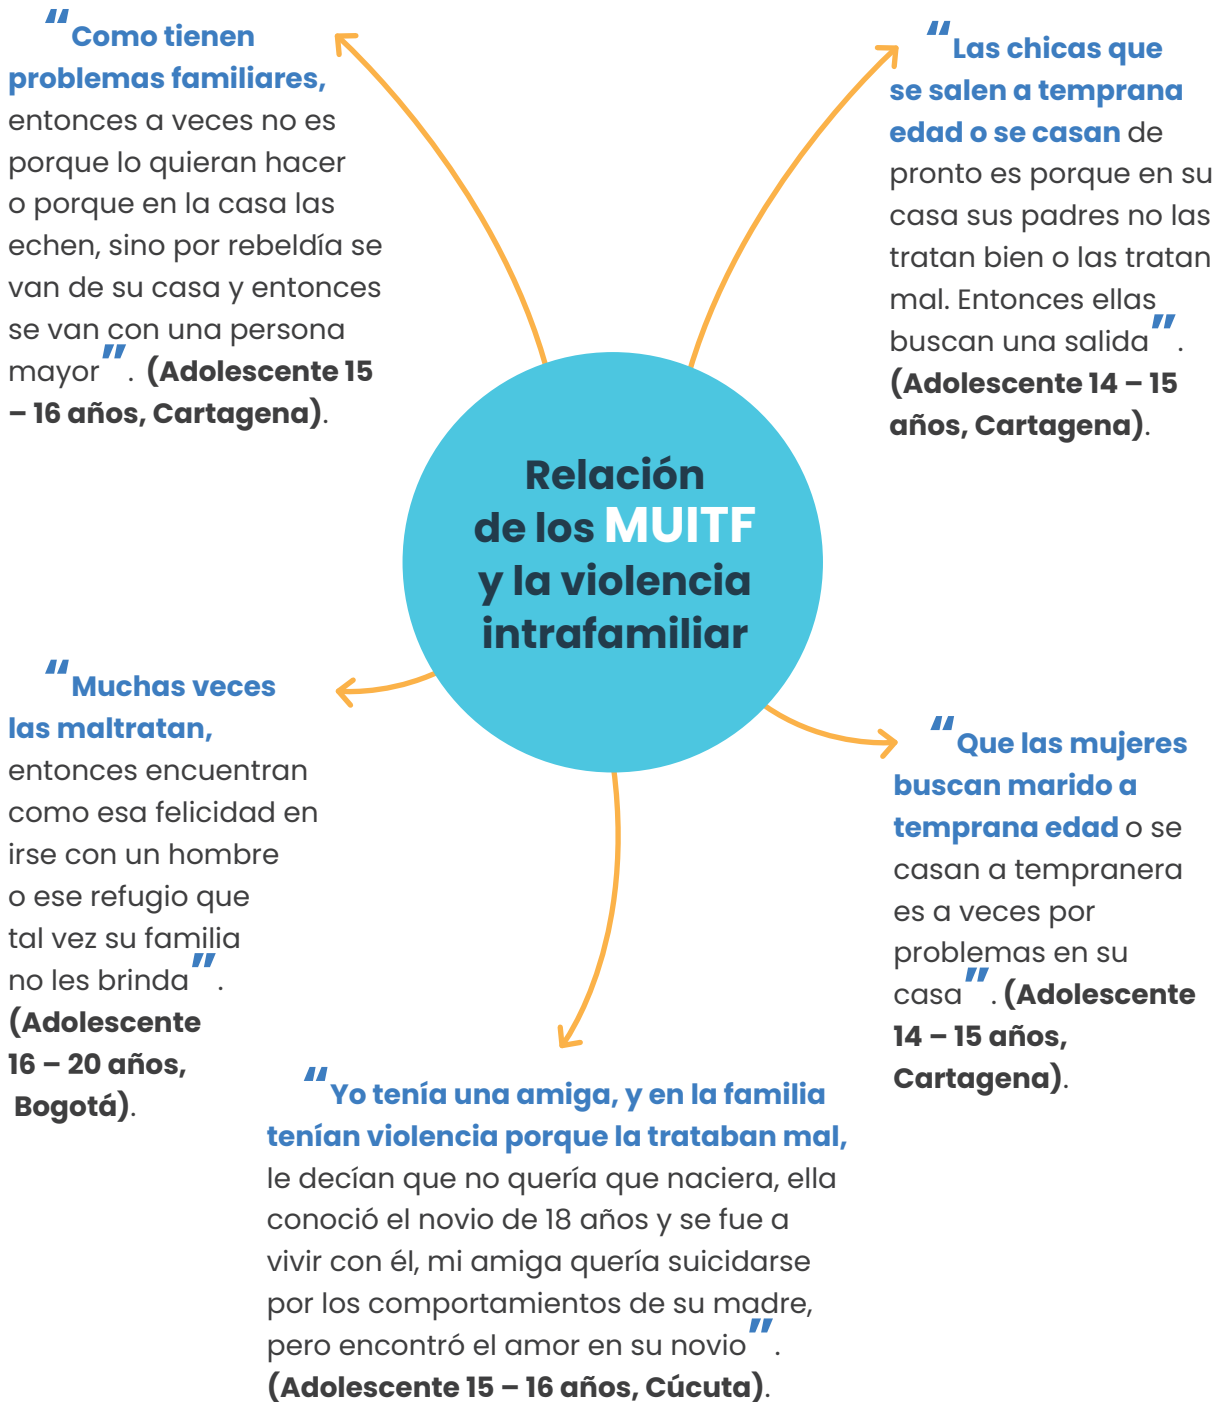 “Como tienen
problemas familiares,
entonces a veces no es
porque lo quieran hacer
o porque en la casa las
echen, sino por rebeldía se
van de su casa y entonces
se van con una persona
mayor”. (Adolescente 15
– 16 años, Cartagena).
“Las chicas que
se salen a temprana
edad o se casan de
pronto es porque en su
casa sus padres no las
tratan bien o las tratan
mal. Entonces ellas
buscan una salida”.
(Adolescente 14 – 15
años, Cartagena).
Relación
de los MUITF
y la violencia
intrafamiliar
“Muchas veces
las maltratan,
entonces encuentran
como esa felicidad en
irse con un hombre
o ese refugio que
tal vez su familia
no les brinda”.
(Adolescente
16 – 20 años,
Bogotá).
“Que las mujeres
buscan marido a
temprana edad o se
casan a tempranera
es a veces por
problemas en su
casa”. (Adolescente
14 – 15 años,
Cartagena).
“Yo tenía una amiga, y en la familia
tenían violencia porque la trataban mal,
le decían que no quería que naciera, ella
conoció el novio de 18 años y se fue a
vivir con él, mi amiga quería suicidarse
por los comportamientos de su madre,
pero encontró el amor en su novio”.
(Adolescente 15 – 16 años, Cúcuta).